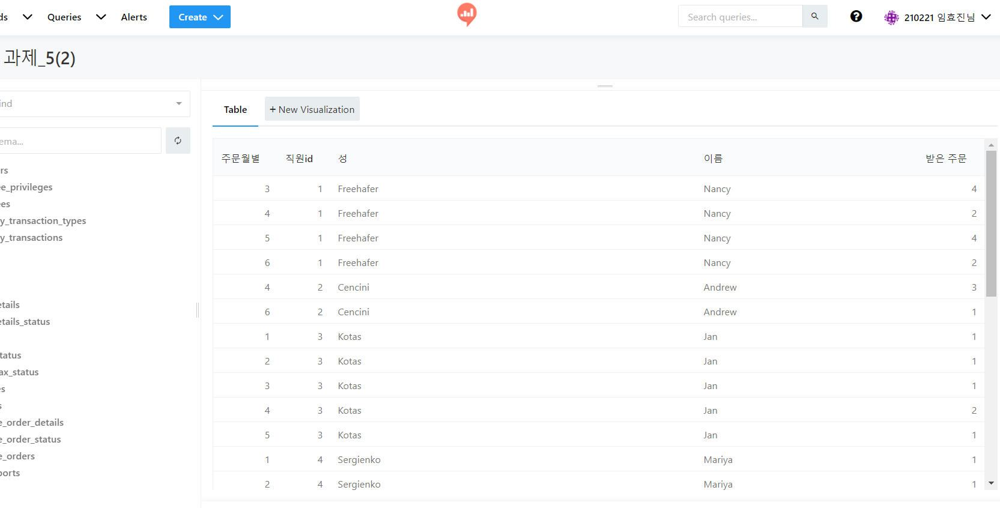 ds Queries Alerts Create Search queries... 210221 임효진님
과제_5(2)
ind
ema...
rs
ee_privileges
ees
y_transaction_types
y_transactions
etails
etails_status
tatus
ax_status
es
s
e_order_details
e_order_status
e_orders
ports
Table + New Visualization
주문월별 직원id 성 이름 받은 주문
3 1 Freehafer Nancy 4
4 1 Freehafer Nancy 2
5 1 Freehafer Nancy 4
6 1 Freehafer Nancy 2
4 2 Cencini Andrew 3
6 2 Cencini Andrew 1
1 3 Kotas Jan 1
2 3 Kotas Jan 1
3 3 Kotas Jan 1
4 3 Kotas Jan 2
5 3 Kotas Jan 1
1 4 Sergienko Mariya 1
2 4 Sergienko Mariya 1